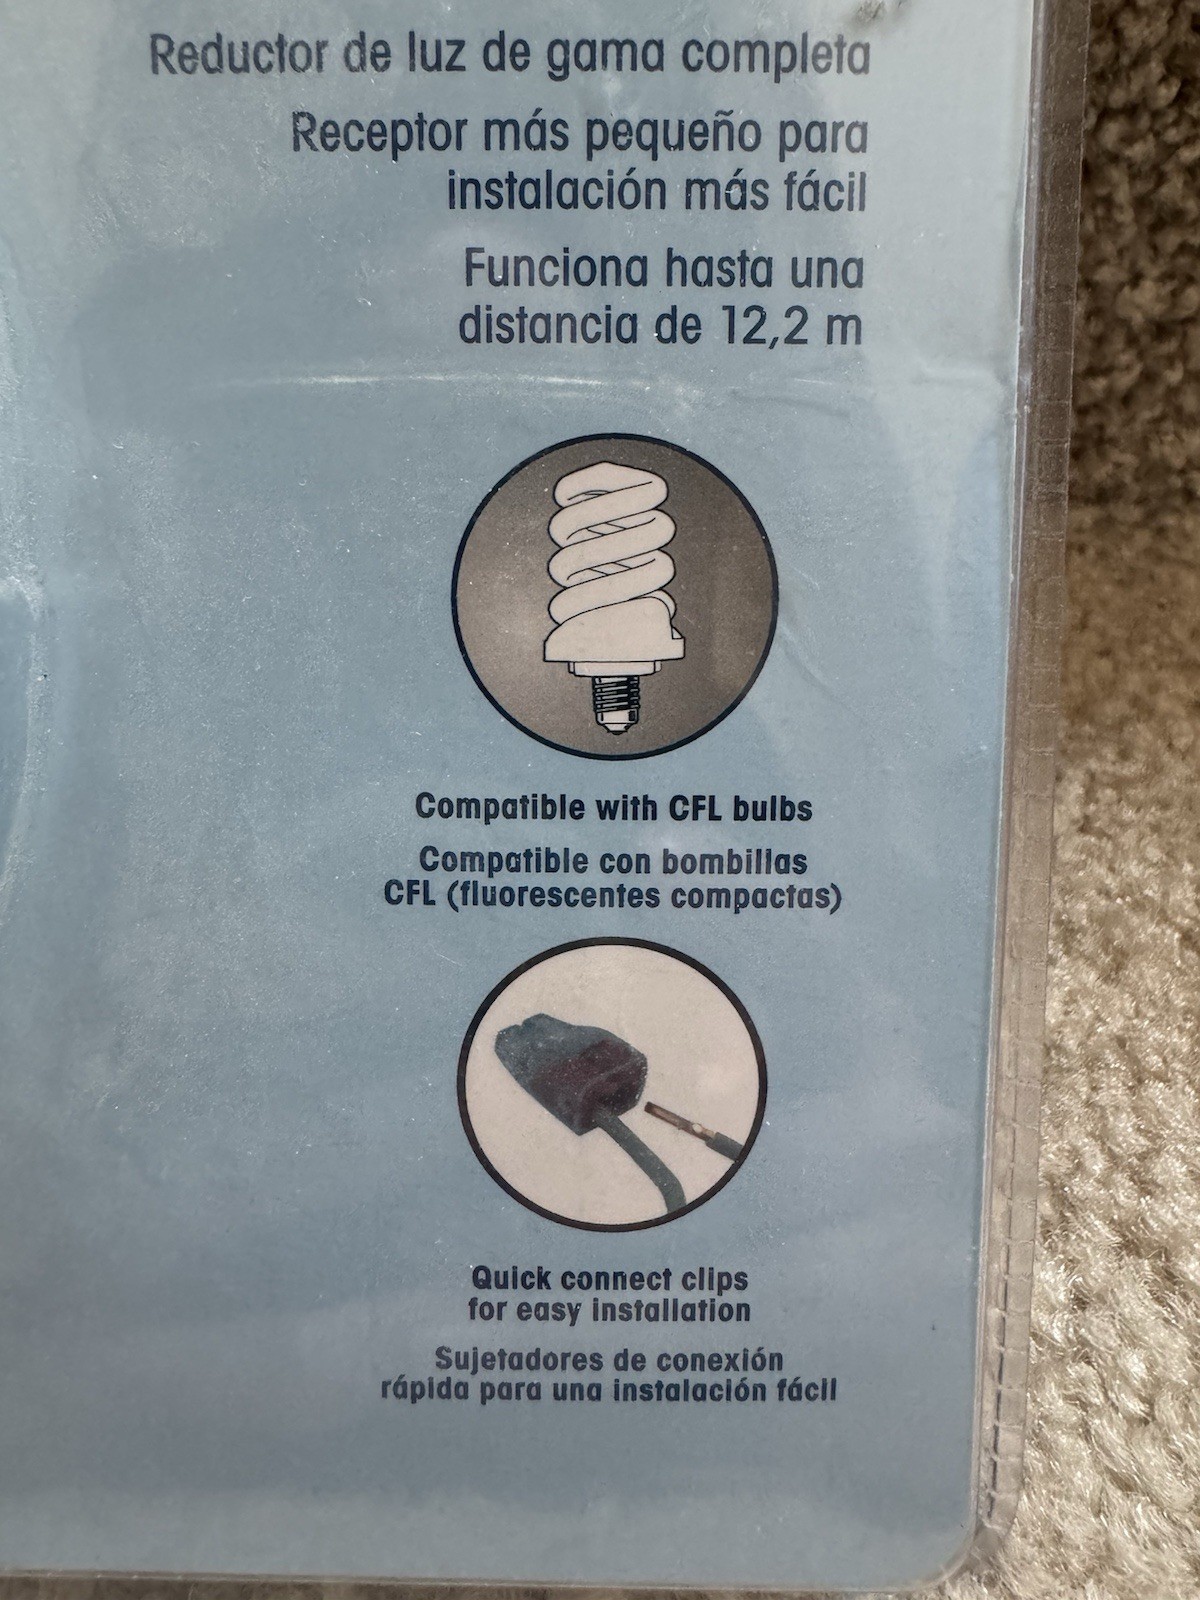 Reductor de luz de gama completa
Receptor más pequeño para
instalación más fácil
Funciona hasta una
distancia de 12,2 m
Compatible with CFL bulbs
Compatible con bombillas
CFL (fluorescentes compactas)
Quick connect clips
for easy installation
Sujetadores de conexión
rápida para una instalación fácil